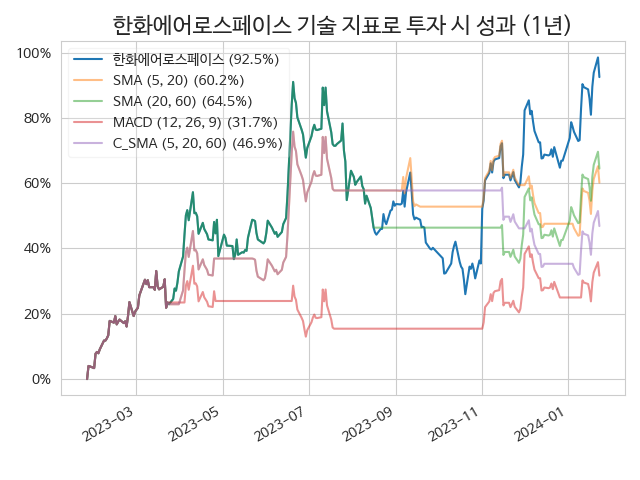 한화에어로스페이스 기술 지표로 투자 시 성과 (1년)
100%
80%
60%
40%
20%
0%
한화에어로스페이스 (92.5%)
SMA (5, 20) (60.2%)
SMA (20, 60) (64.5%)
MACD (12, 26, 9) (31.7%)
C_SMA (5, 20, 60) (46.9%)
2023-03
2023-05
2023-07
2023-09
2023-11
2024-01